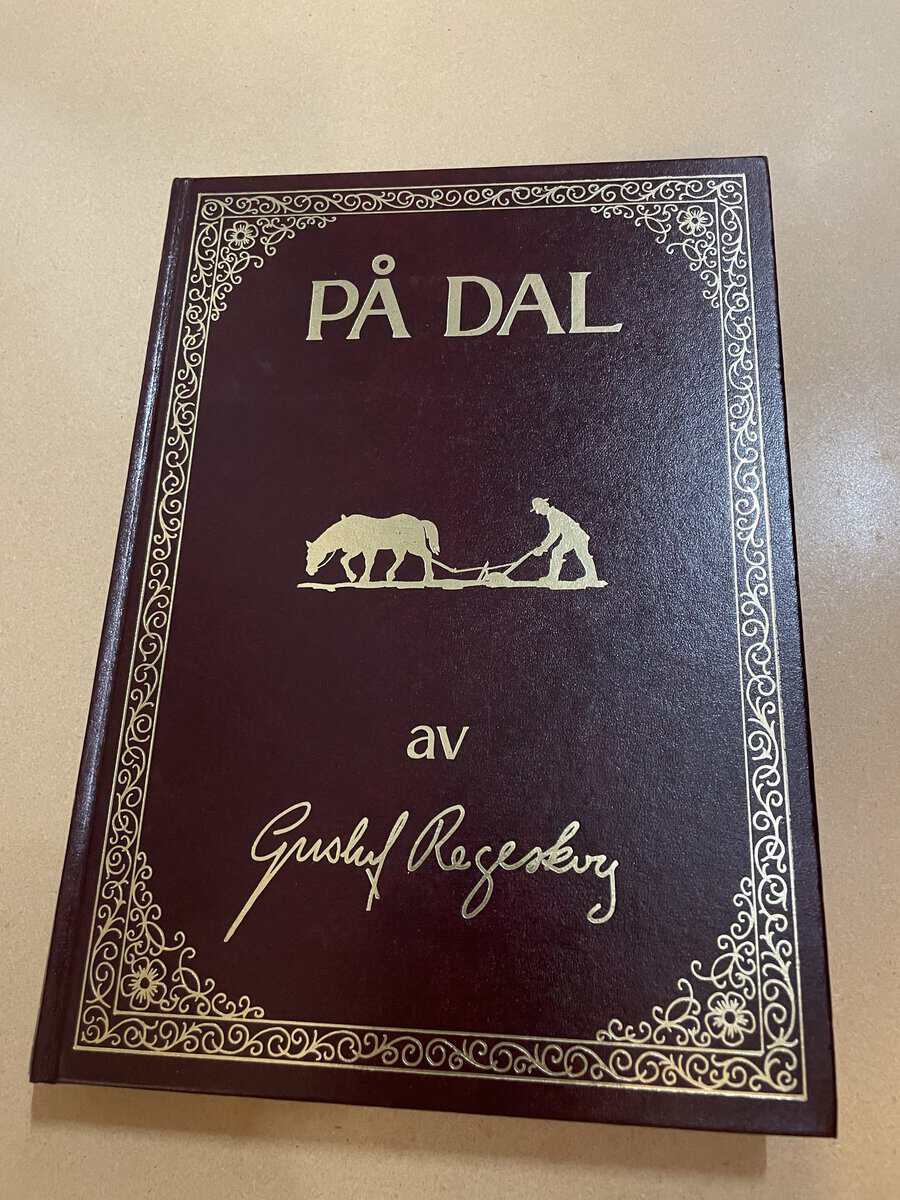 PÅ DAL
av
Gustaf Regeskog